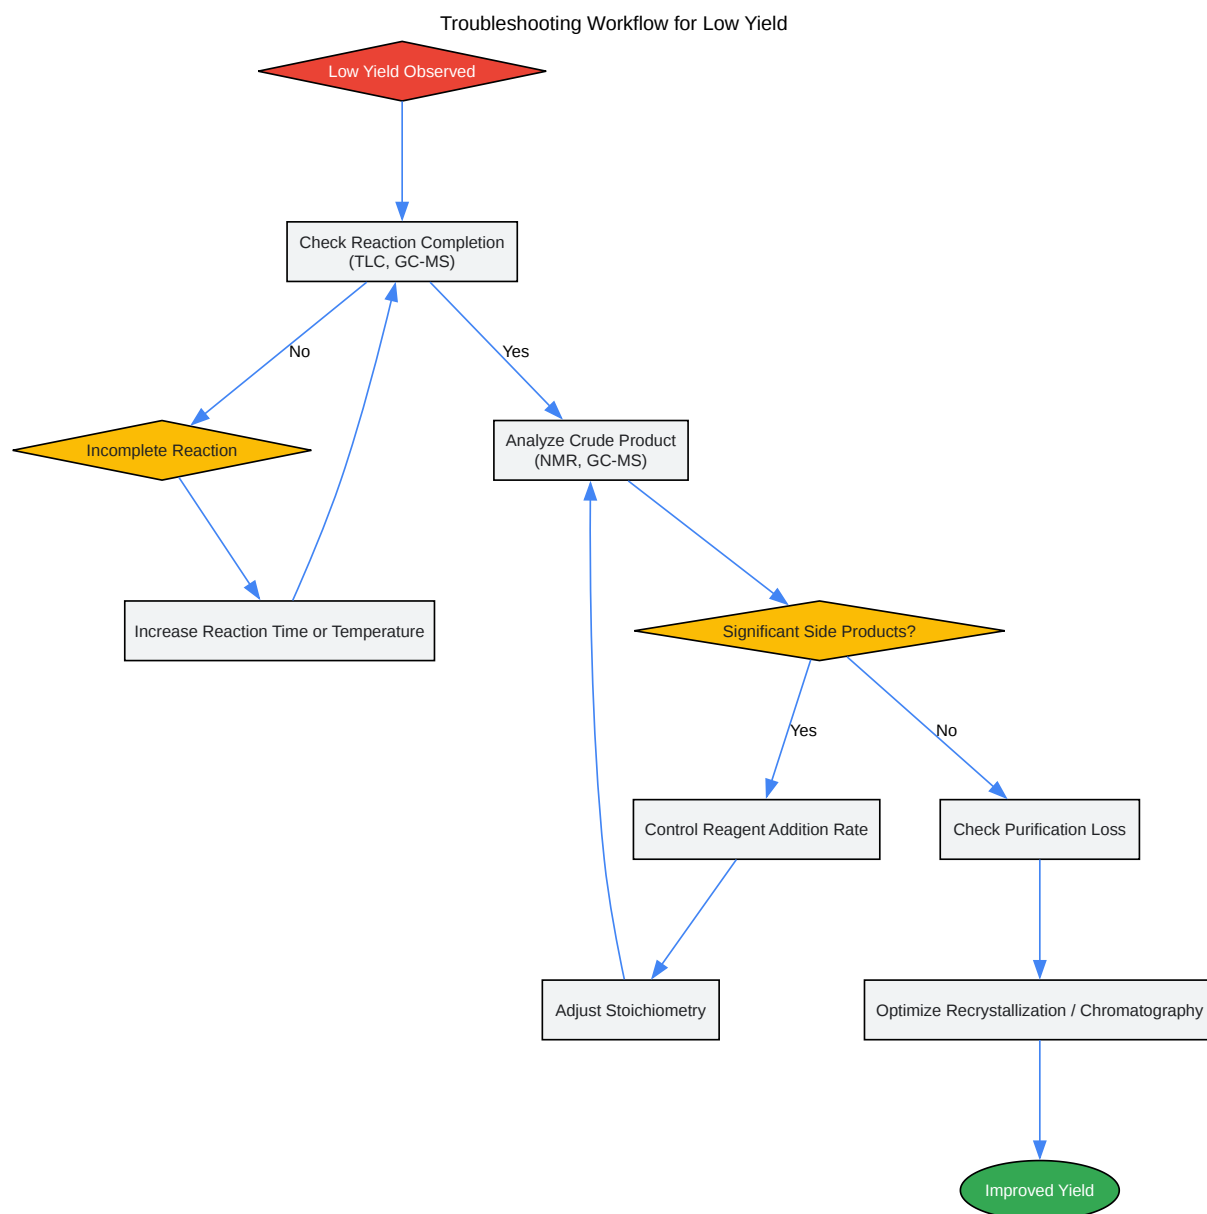 Troubleshooting Workflow for Low Yield
Low Yield Observed
Check Reaction Completion
(TLC, GC-MS)
No
Yes
Incomplete Reaction
Analyze Crude Product
(NMR, GC-MS)
Increase Reaction Time or Temperature
Significant Side Products?
Yes
No
Control Reagent Addition Rate
Check Purification Loss
Adjust Stoichiometry
Optimize Recrystallization / Chromatography
Improved Yield